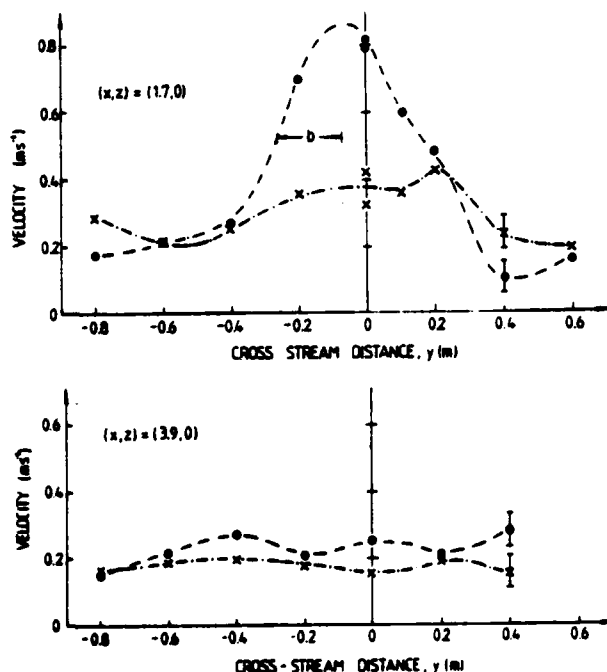 0.8
(x,z) = (1.7,0)
0.6
b
VELOCITY (ms⁻¹)
0.4
0.2
0
-0.8 -0.6 -0.4 -0.2 0 0.2 0.4 0.6
CROSS STREAM DISTANCE, y (m)
0.6
(x,z) = (3.9,0)
VELOCITY (ms⁻¹)
0.4
0.2
0
-0.8 -0.6 -0.4 -0.2 0 0.2 0.4 0.6
CROSS-STREAM DISTANCE, y (m)